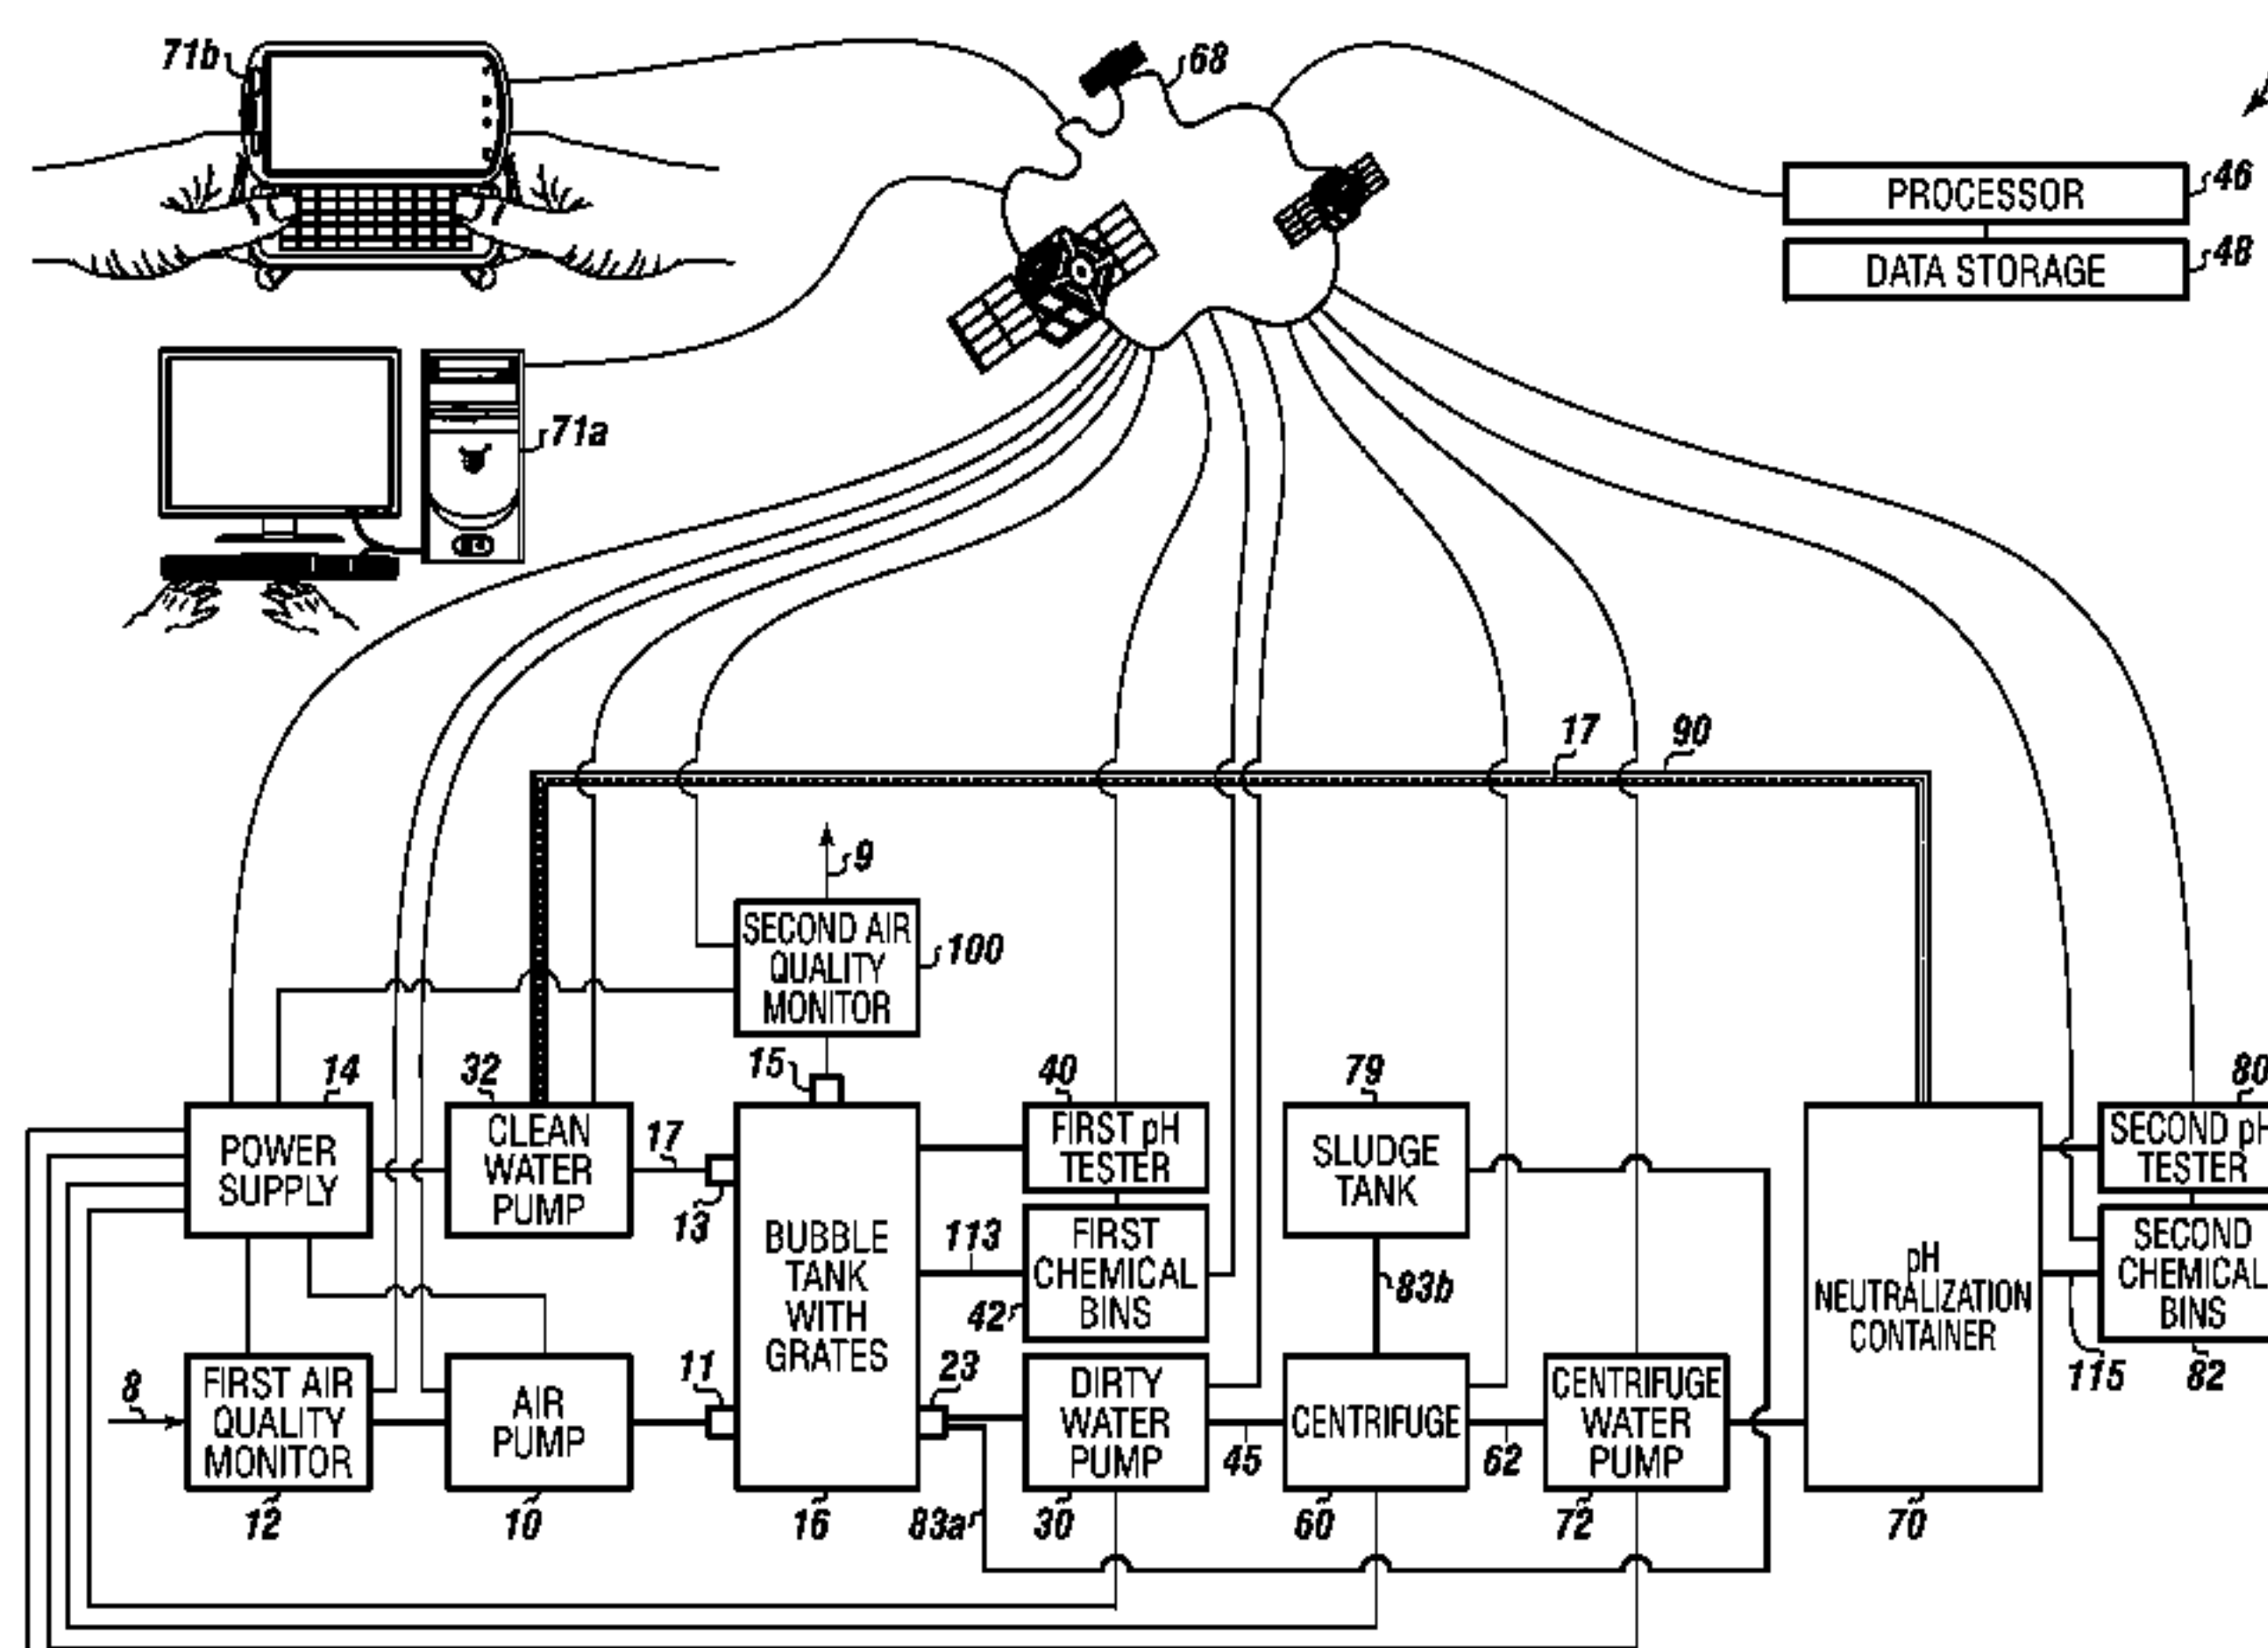 71b
68
PROCESSOR
46
DATA STORAGE
48
71a
17
90
9
SECOND AIR
QUALITY
MONITOR
100
15
14
32
40
79
80
POWER
SUPPLY
CLEAN
WATER
PUMP
17
13
BUBBLE
TANK
WITH
GRATES
FIRST pH
TESTER
SLUDGE
TANK
SECOND pH
TESTER
113
FIRST
CHEMICAL
BINS
42
83b
pH
NEUTRALIZATION
CONTAINER
SECOND
CHEMICAL
BINS
115
82
8
FIRST AIR
QUALITY
MONITOR
AIR
PUMP
11
23
DIRTY
WATER
PUMP
45
CENTRIFUGE
62
CENTRIFUGE
WATER
PUMP
12
10
16
83a
30
60
72
70